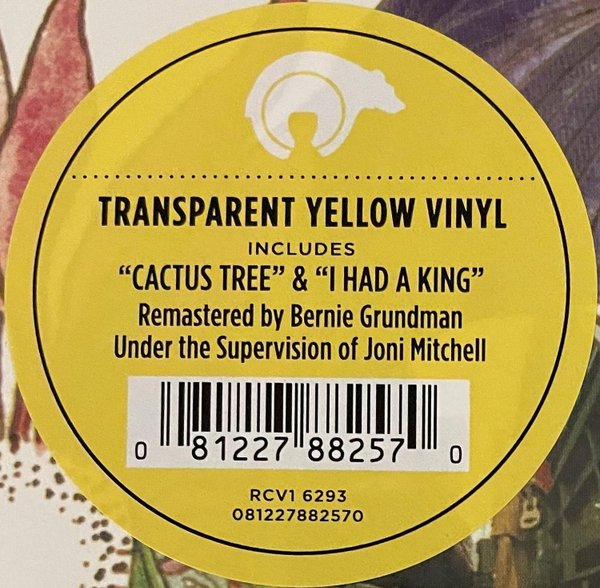 TRANSPARENT YELLOW VINYL
INCLUDES
“CACTUS TREE” & “I HAD A KING”
Remastered by Bernie Grundman
Under the Supervision of Joni Mitchell
0 81227 88257 0
RCV1 6293
081227882570